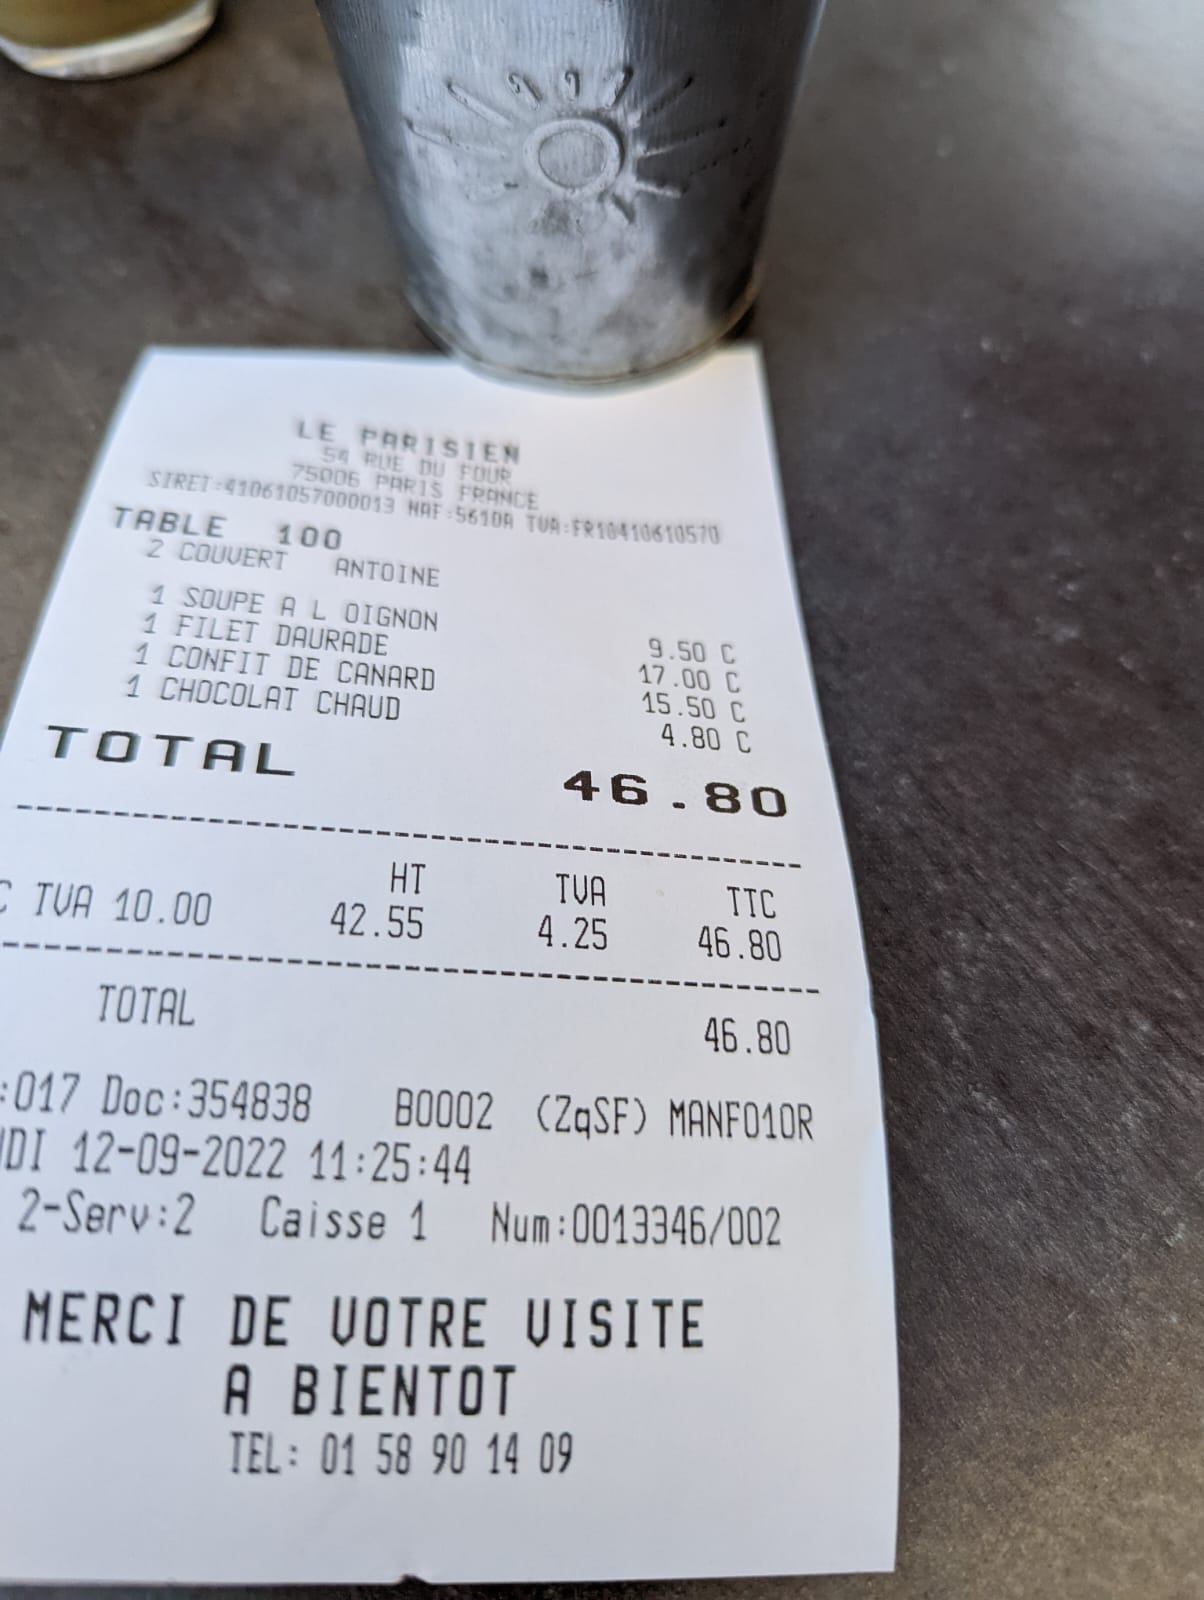 LE PARISIEN
54 RUE DU FOUR
75006 PARIS FRANCE
SIRET:41061057000013 NAF:5610A TVA:FR10410610570
TABLE 100
2 COUVERT ANTOINE
1 SOUPE A L OIGNON 9.50 C
1 FILET DAURADE 17.00 C
1 CONFIT DE CANARD 15.50 C
1 CHOCOLAT CHAUD 4.80 C
TOTAL 46.80
HT TVA TTC
C TVA 10.00 42.55 4.25 46.80
TOTAL 46.80
:017 Doc:354838 B0002 (ZqSF) MANF010R
DI 12-09-2022 11:25:44
2-Serv:2 Caisse 1 Num:0013346/002
MERCI DE VOTRE VISITE
A BIENTOT
TEL: 01 58 90 14 09